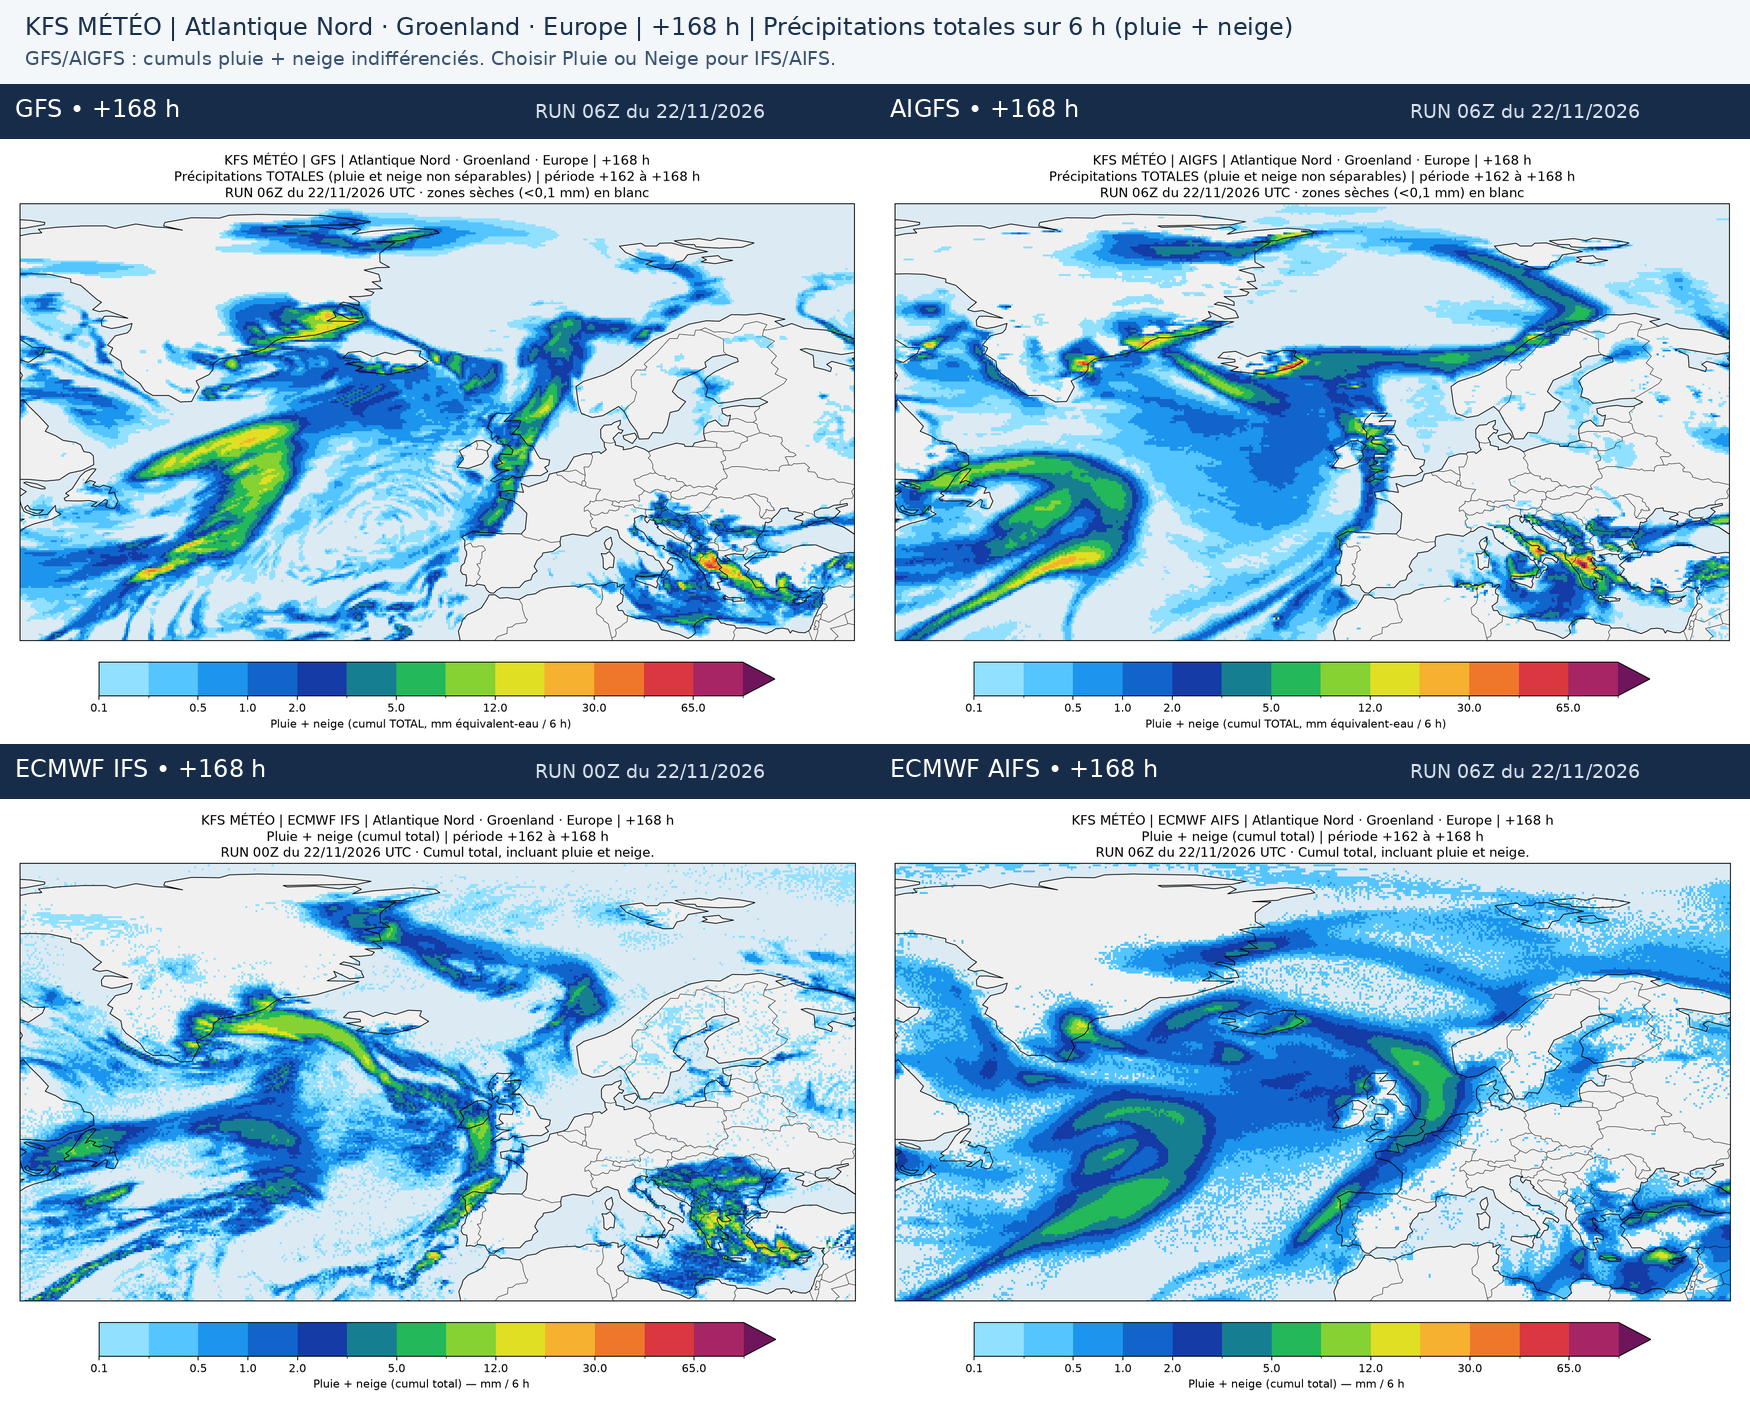 KFS MÉTÉO | Atlantique Nord · Groenland · Europe | +168 h | Précipitations totales sur 6 h (pluie + neige)
GFS/AIGFS : cumuls pluie + neige indifférenciés. Choisir Pluie ou Neige pour IFS/AIFS.
GFS • +168 h
RUN 06Z du 22/11/2026
AIGFS • +168 h
RUN 06Z du 22/11/2026
KFS MÉTÉO | GFS | Atlantique Nord · Groenland · Europe | +168 h
Précipitations TOTALES (pluie et neige non séparables) | période +162 à +168 h
RUN 06Z du 22/11/2026 UTC · zones sèches (<0,1 mm) en blanc
KFS MÉTÉO | AIGFS | Atlantique Nord · Groenland · Europe | +168 h
Précipitations TOTALES (pluie et neige non séparables) | période +162 à +168 h
RUN 06Z du 22/11/2026 UTC · zones sèches (<0,1 mm) en blanc
0.1 0.5 1.0 2.0 5.0 12.0 30.0 65.0
Pluie + neige (cumul TOTAL, mm équivalent-eau / 6 h)
0.1 0.5 1.0 2.0 5.0 12.0 30.0 65.0
Pluie + neige (cumul TOTAL, mm équivalent-eau / 6 h)
ECMWF IFS • +168 h
RUN 00Z du 22/11/2026
ECMWF AIFS • +168 h
RUN 06Z du 22/11/2026
KFS MÉTÉO | ECMWF IFS | Atlantique Nord · Groenland · Europe | +168 h
Pluie + neige (cumul total) | période +162 à +168 h
RUN 00Z du 22/11/2026 UTC · Cumul total, incluant pluie et neige.
KFS MÉTÉO | ECMWF AIFS | Atlantique Nord · Groenland · Europe | +168 h
Pluie + neige (cumul total) | période +162 à +168 h
RUN 06Z du 22/11/2026 UTC · Cumul total, incluant pluie et neige.
0.1 0.5 1.0 2.0 5.0 12.0 30.0 65.0
Pluie + neige (cumul total) — mm / 6 h
0.1 0.5 1.0 2.0 5.0 12.0 30.0 65.0
Pluie + neige (cumul total) — mm / 6 h